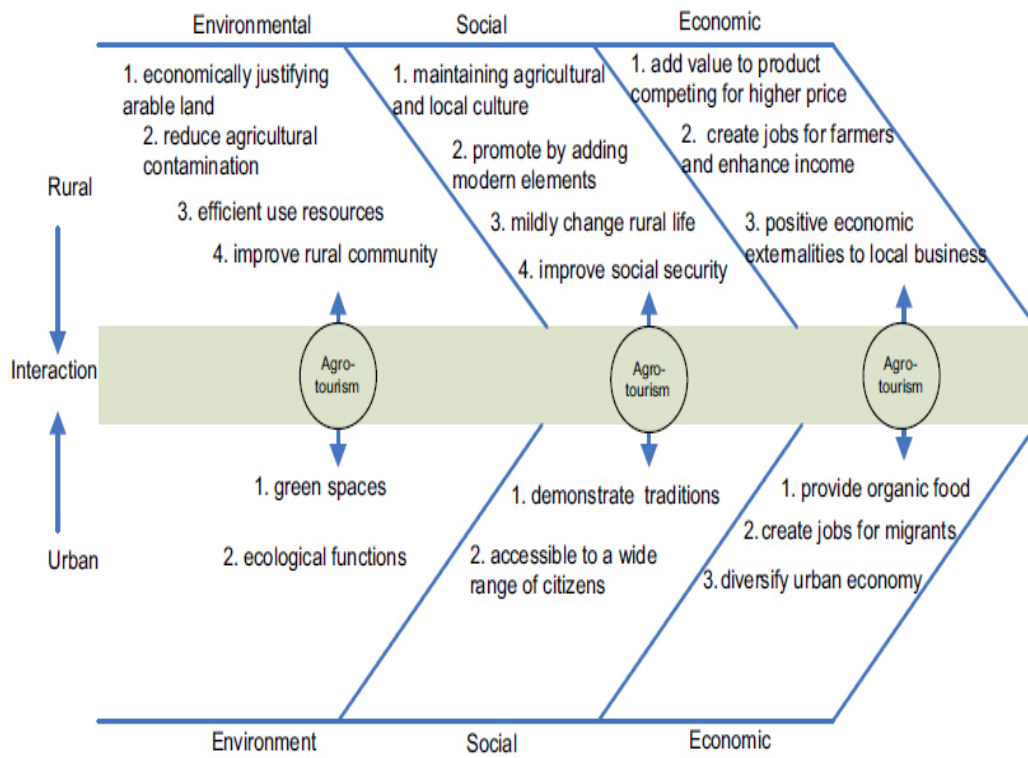 Environmental
Social
Economic
1. economically justifying
arable land
2. reduce agricultural
contamination
3. efficient use resources
4. improve rural community
1. maintaining agricultural
and local culture
2. promote by adding
modern elements
3. mildly change rural life
4. improve social security
1. add value to product
competing for higher price
2. create jobs for farmers
and enhance income
3. positive economic
externalities to local business
Rural
Interaction
Urban
Agro-
tourism
Agro-
tourism
Agro-
tourism
1. green spaces
2. ecological functions
1. demonstrate traditions
2. accessible to a wide
range of citizens
1. provide organic food
2. create jobs for migrants
3. diversify urban economy
Environment
Social
Economic